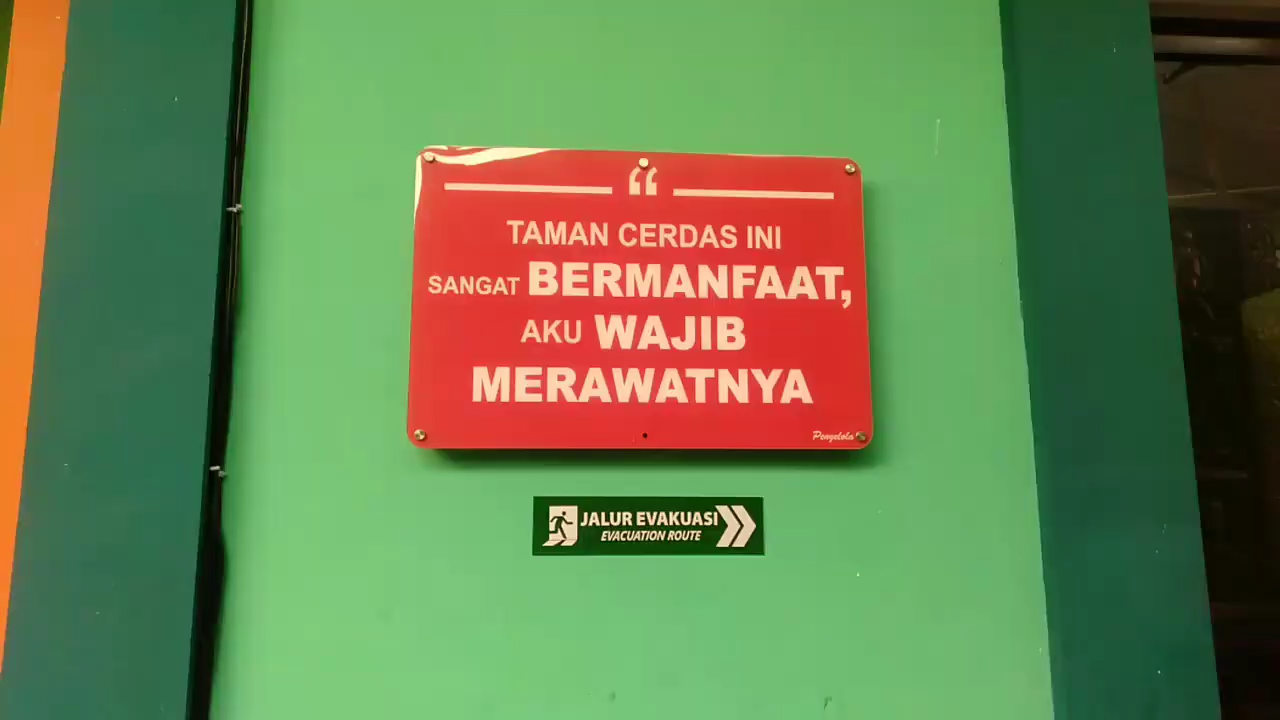 “
TAMAN CERDAS INI
SANGAT BERMANFAAT,
AKU WAJIB
MERAWATNYA
Pengelola
JALUR EVAKUASI
EVACUATION ROUTE